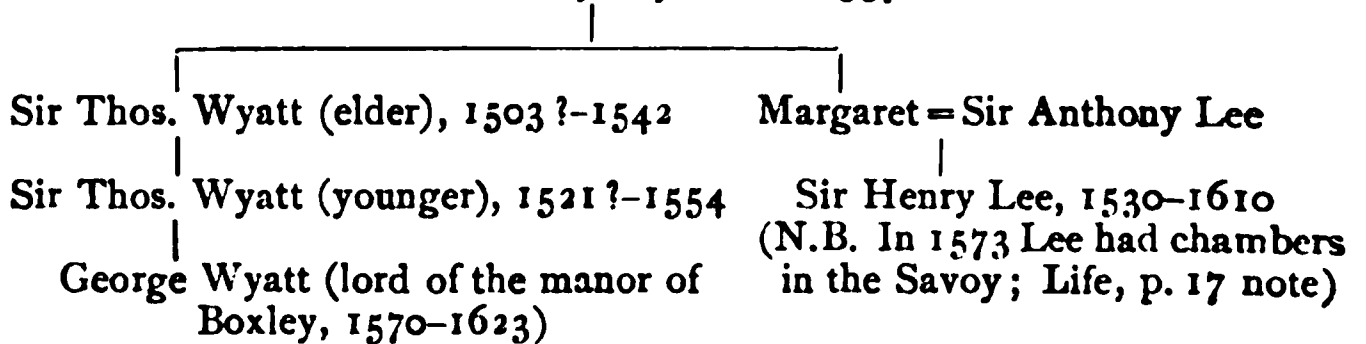 Sir Thos. Wyatt (elder), 1503 ?–1542
Margaret = Sir Anthony Lee
Sir Thos. Wyatt (younger), 1521 ?–1554
Sir Henry Lee, 1530–1610
(N.B. In 1573 Lee had chambers
in the Savoy ; Life, p. 17 note)
George Wyatt (lord of the manor of
Boxley, 1570–1623)